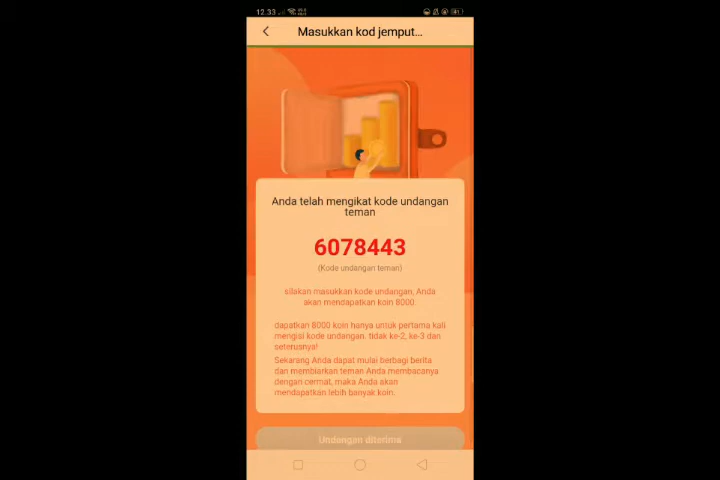 12.33
Masukkan kod jemput...
Anda telah mengikat kode undangan
teman
6078443
(Kode undangan teman)
silakan masukkan kode undangan, Anda
akan mendapatkan koin 8000.
dapatkan 8000 koin hanya untuk pertama kali
mengisi kode undangan. tidak ke-2, ke-3 dan
seterusnya!
Sekarang Anda dapat mulai berbagi berita
dan membiarkan teman Anda membacanya
dengan cermat, maka Anda akan
mendapatkan lebih banyak koin.
Undangan diterima